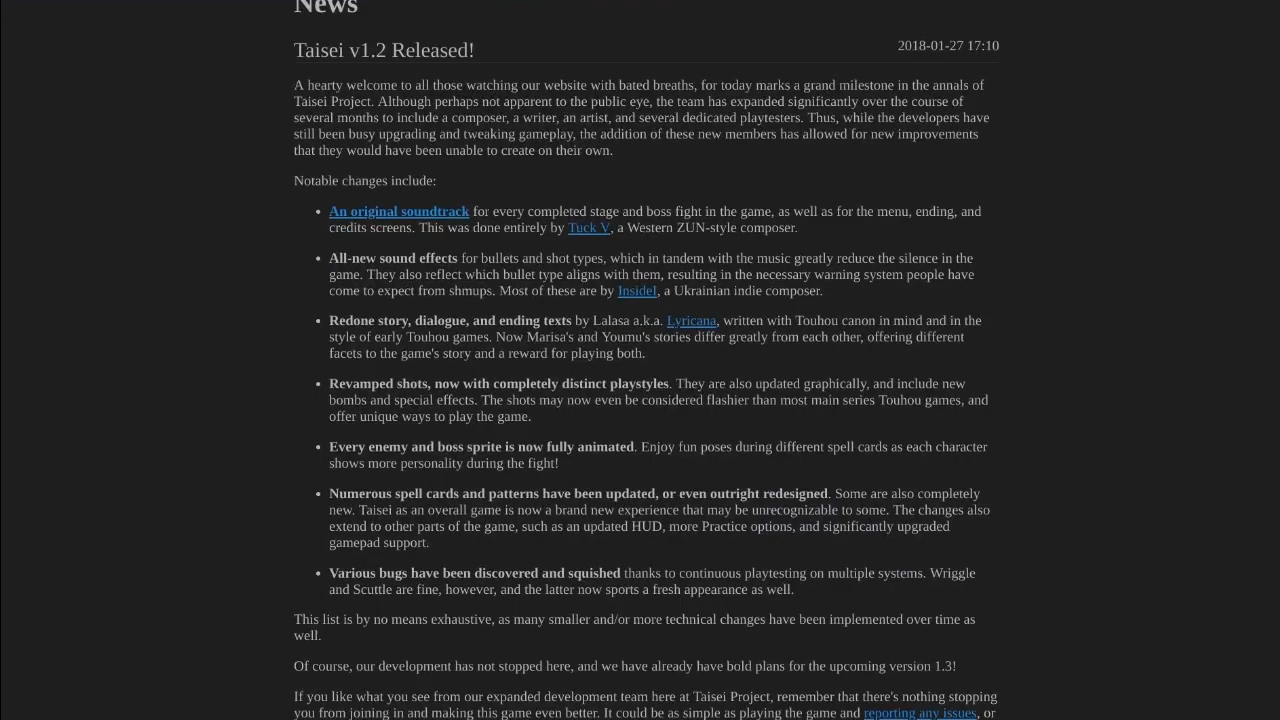 News
Taisei v1.2 Released!
2018-01-27 17:10
A hearty welcome to all those watching our website with bated breaths, for today marks a grand milestone in the annals of
Taisei Project. Although perhaps not apparent to the public eye, the team has expanded significantly over the course of
several months to include a composer, a writer, an artist, and several dedicated playtesters. Thus, while the developers have
still been busy upgrading and tweaking gameplay, the addition of these new members has allowed for new improvements
that they would have been unable to create on their own.
Notable changes include:
• An original soundtrack for every completed stage and boss fight in the game, as well as for the menu, ending, and
credits screens. This was done entirely by Tuck V, a Western ZUN-style composer.
• All-new sound effects for bullets and shot types, which in tandem with the music greatly reduce the silence in the
game. They also reflect which bullet type aligns with them, resulting in the necessary warning system people have
come to expect from shmups. Most of these are by InsideI, a Ukrainian indie composer.
• Redone story, dialogue, and ending texts by Lalasa a.k.a. Lyricana, written with Touhou canon in mind and in the
style of early Touhou games. Now Marisa's and Youmu's stories differ greatly from each other, offering different
facets to the game's story and a reward for playing both.
• Revamped shots, now with completely distinct playstyles. They are also updated graphically, and include new
bombs and special effects. The shots may now even be considered flashier than most main series Touhou games, and
offer unique ways to play the game.
• Every enemy and boss sprite is now fully animated. Enjoy fun poses during different spell cards as each character
shows more personality during the fight!
• Numerous spell cards and patterns have been updated, or even outright redesigned. Some are also completely
new. Taisei as an overall game is now a brand new experience that may be unrecognizable to some. The changes also
extend to other parts of the game, such as an updated HUD, more Practice options, and significantly upgraded
gamepad support.
• Various bugs have been discovered and squished thanks to continuous playtesting on multiple systems. Wriggle
and Scuttle are fine, however, and the latter now sports a fresh appearance as well.
This list is by no means exhaustive, as many smaller and/or more technical changes have been implemented over time as
well.
Of course, our development has not stopped here, and we have already have bold plans for the upcoming version 1.3!
If you like what you see from our expanded development team here at Taisei Project, remember that there's nothing stopping
you from joining in and making this game even better. It could be as simple as playing the game and reporting any issues, or